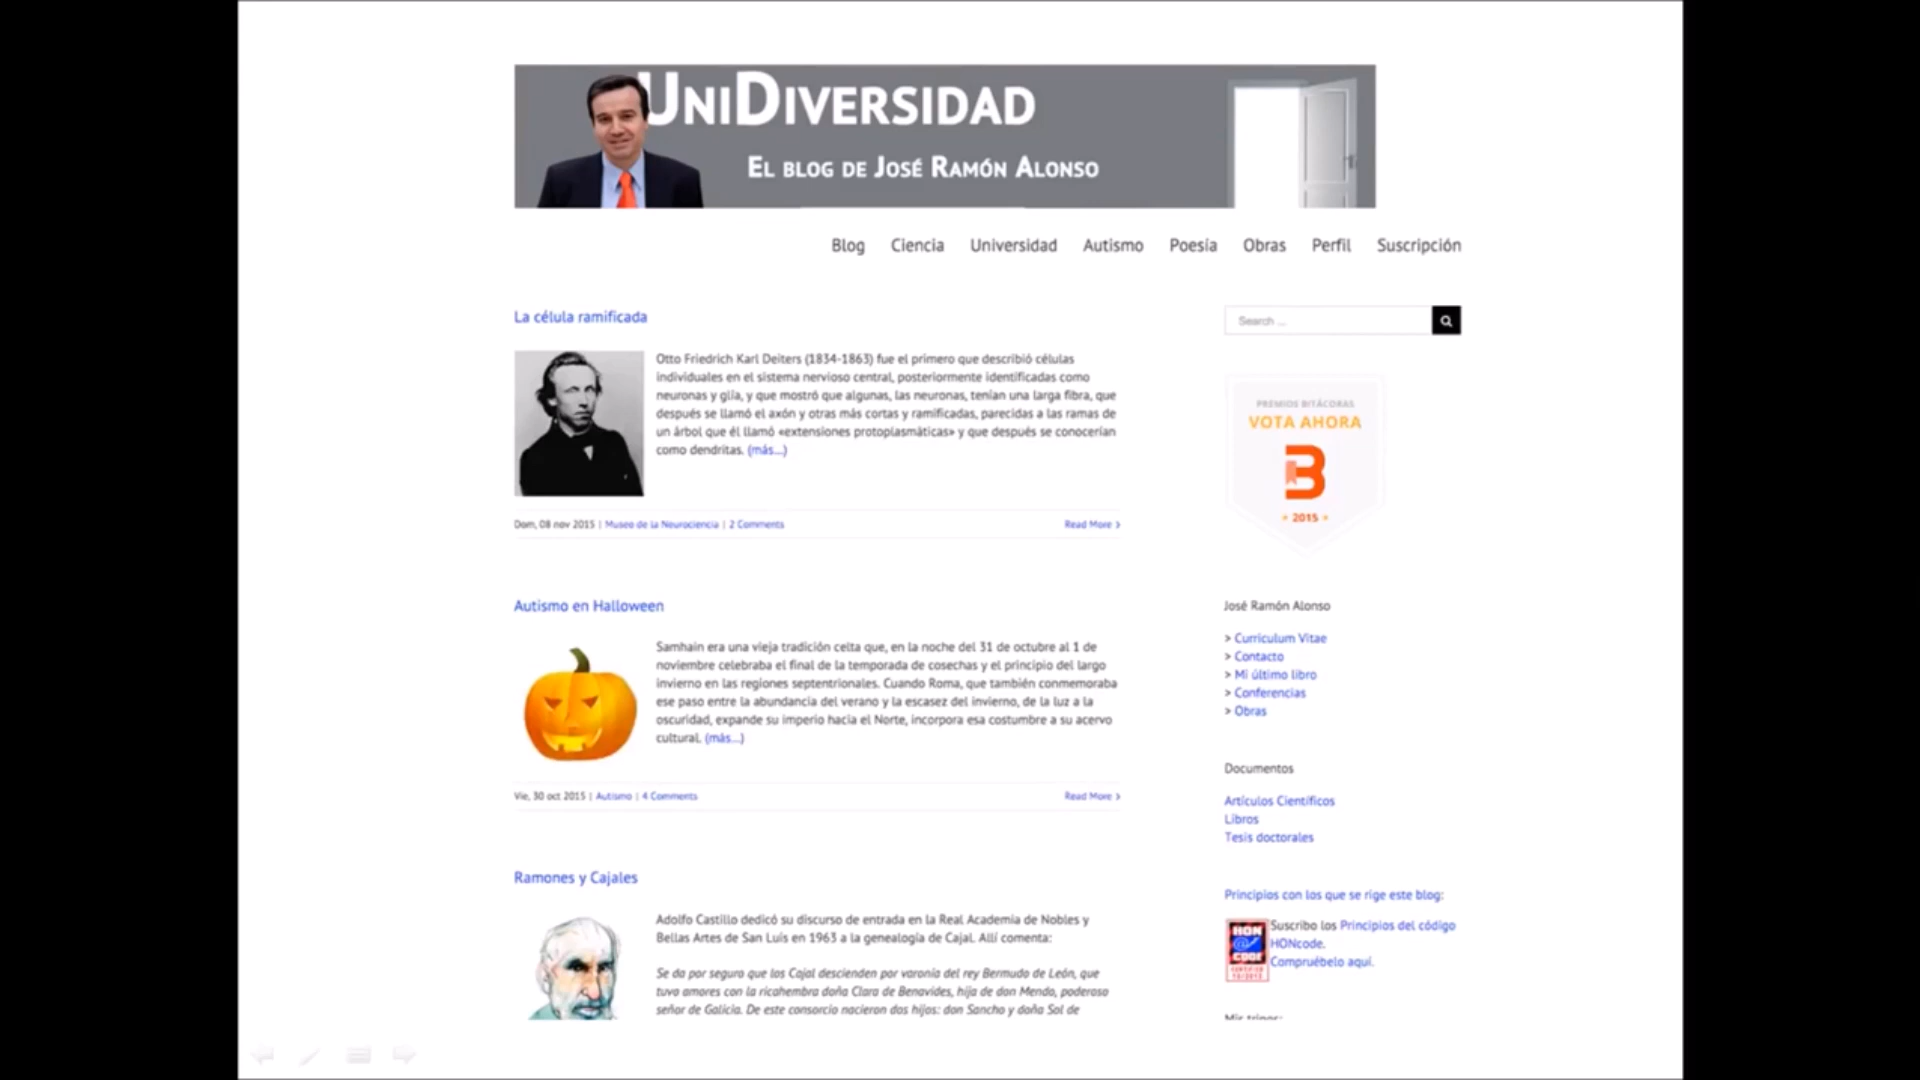 UNIDIVERSIDAD
EL BLOG DE JOSÉ RAMÓN ALONSO
Blog Ciencia Universidad Autismo Poesía Obras Perfil Suscripción
La célula ramificada
Otto Friedrich Karl Deiters (1834-1863) fue el primero que describió células
individuales en el sistema nervioso central, posteriormente identificadas como
neuronas y glía, y que mostró que algunas, las neuronas, tenían una larga fibra, que
después se llamó el axón y otras más cortas y ramificadas, parecidas a las ramas de
un árbol que él llamó «extensiones protoplasmáticas» y que después se conocerían
como dendritas. (más…)
Dom, 08 nov 2015 | Museo de la Neurociencia | 2 Comments
Read More >
Autismo en Halloween
Samhain era una vieja tradición celta que, en la noche del 31 de octubre al 1 de
noviembre celebraba el final de la temporada de cosechas y el principio del largo
invierno en las regiones septentrionales. Cuando Roma, que también conmemoraba
ese paso entre la abundancia del verano y la escasez del invierno, de la luz a la
oscuridad, expande su imperio hacia el Norte, incorpora esa costumbre a su acervo
cultural. (más…)
Vie, 30 oct 2015 | Autismo | 4 Comments
Read More >
Ramones y Cajales
Adolfo Castillo dedicó su discurso de entrada en la Real Academia de Nobles y
Bellas Artes de San Luis en 1963 a la genealogía de Cajal. Allí comenta:
Se da por seguro que los Cajal descienden por varonía del rey Bermudo de León, que
tuvo amores con la ricahembra doña Clara de Benavides, hija de don Mendo, poderoso
señor de Galicia. De este consorcio nacieron dos hijos: don Sancho y doña Sol de
Search ...
PREMIOS BITÁCORAS
VOTA AHORA
B
2015
José Ramón Alonso
> Curriculum Vitae
> Contacto
> Mi último libro
> Conferencias
> Obras
Documentos
Artículos Científicos
Libros
Tesis doctorales
Principios con los que se rige este blog:
HON
@
CODE
Suscribo los Principios del código
HONcode.
Compruébelo aquí.